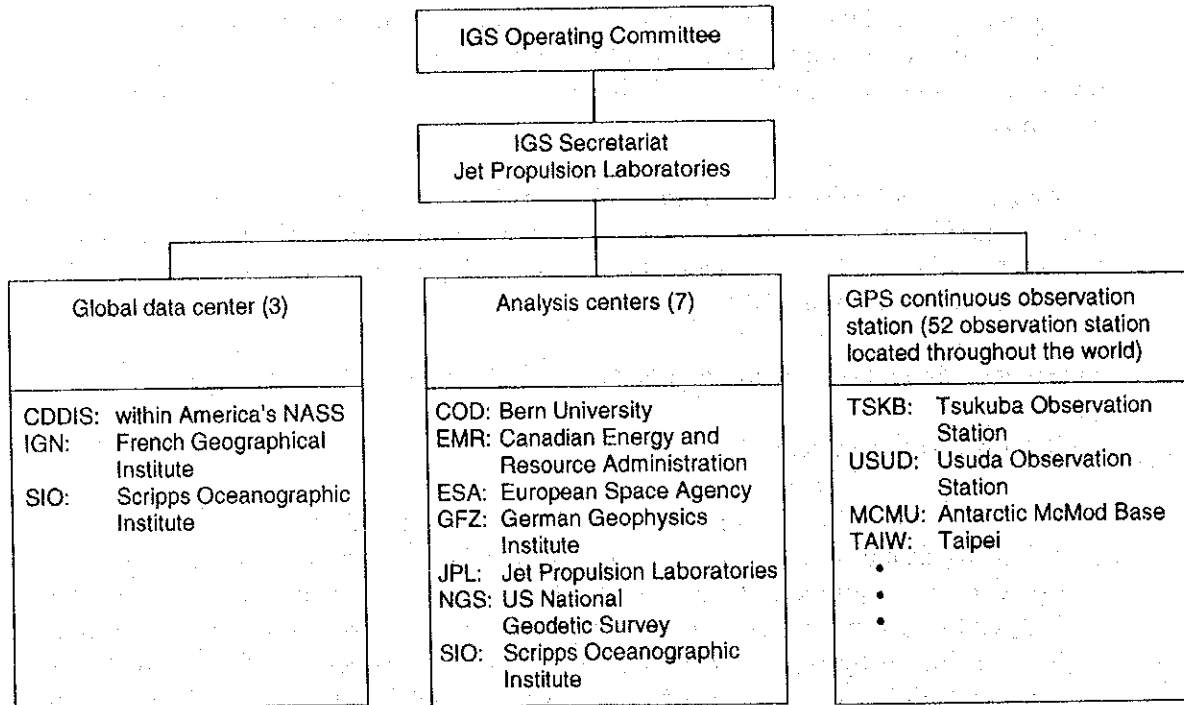 IGS Operating Committee
IGS Secretariat
Jet Propulsion Laboratories
Global data center (3)
CDDIS: within America's NASS
IGN: French Geographical
Institute
SIO: Scripps Oceanographic
Institute
Analysis centers (7)
COD: Bern University
EMR: Canadian Energy and
Resource Administration
ESA: European Space Agency
GFZ: German Geophysics
Institute
JPL: Jet Propulsion Laboratories
NGS: US National
Geodetic Survey
SIO: Scripps Oceanographic
Institute
GPS continuous observation
station (52 observation station
located throughout the world)
TSKB: Tsukuba Observation
Station
USUD: Usuda Observation
Station
MCMU: Antarctic McMod Base
TAIW: Taipei
•
•
•